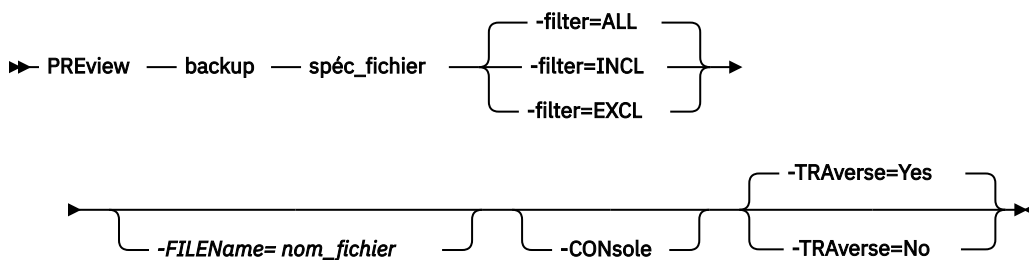 -filter=ALL
PREview backup spéc_fichier -filter=INCL
-filter=EXCL
-TRAverse=Yes
-FILEName= nom_fichier -CONsole -TRAverse=No